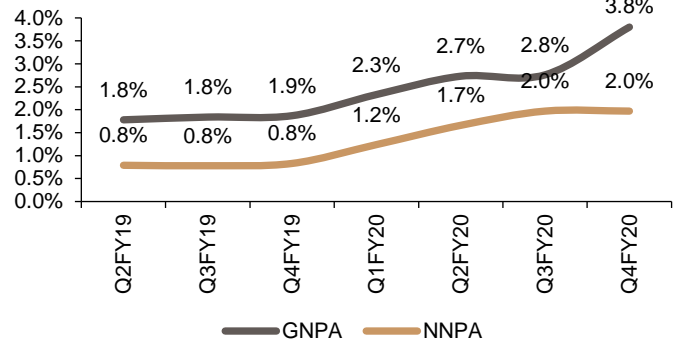 4.0%
3.5%
3.0%
2.5%
2.0%
1.5%
1.0%
0.5%
0.0%
1.8% 1.8% 1.9% 2.3% 2.7% 2.8% 3.8%
0.8% 0.8% 0.8% 1.2% 1.7% 2.0% 2.0%
Q2FY19 Q3FY19 Q4FY19 Q1FY20 Q2FY20 Q3FY20 Q4FY20
GNPA NNPA